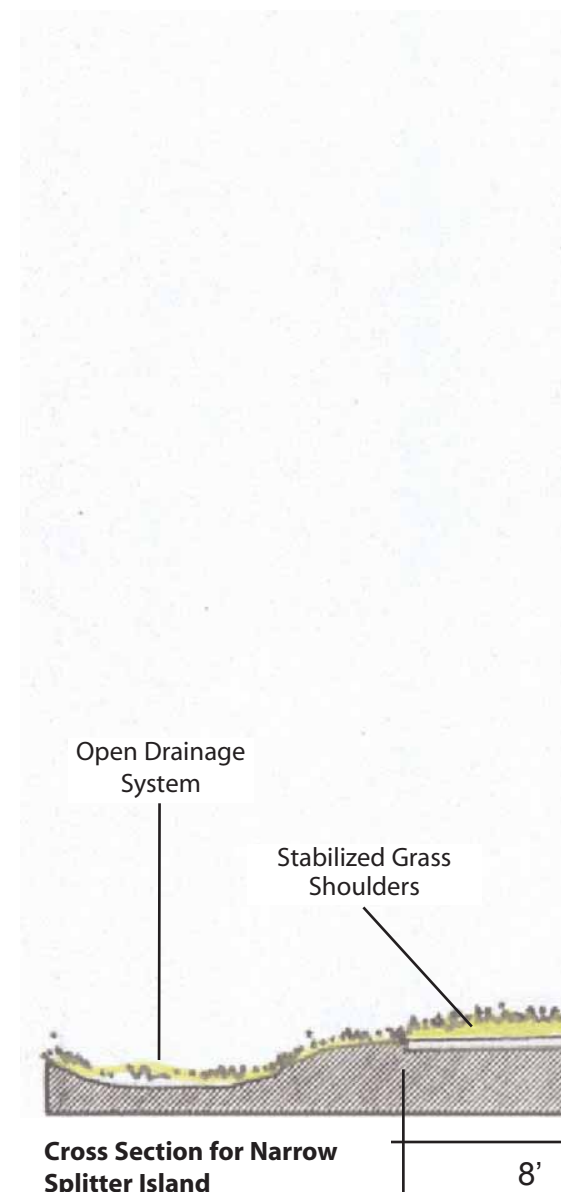 Open Drainage
System
Stabilized Grass
Shoulders
Cross Section for Narrow
Splitter Island
8’